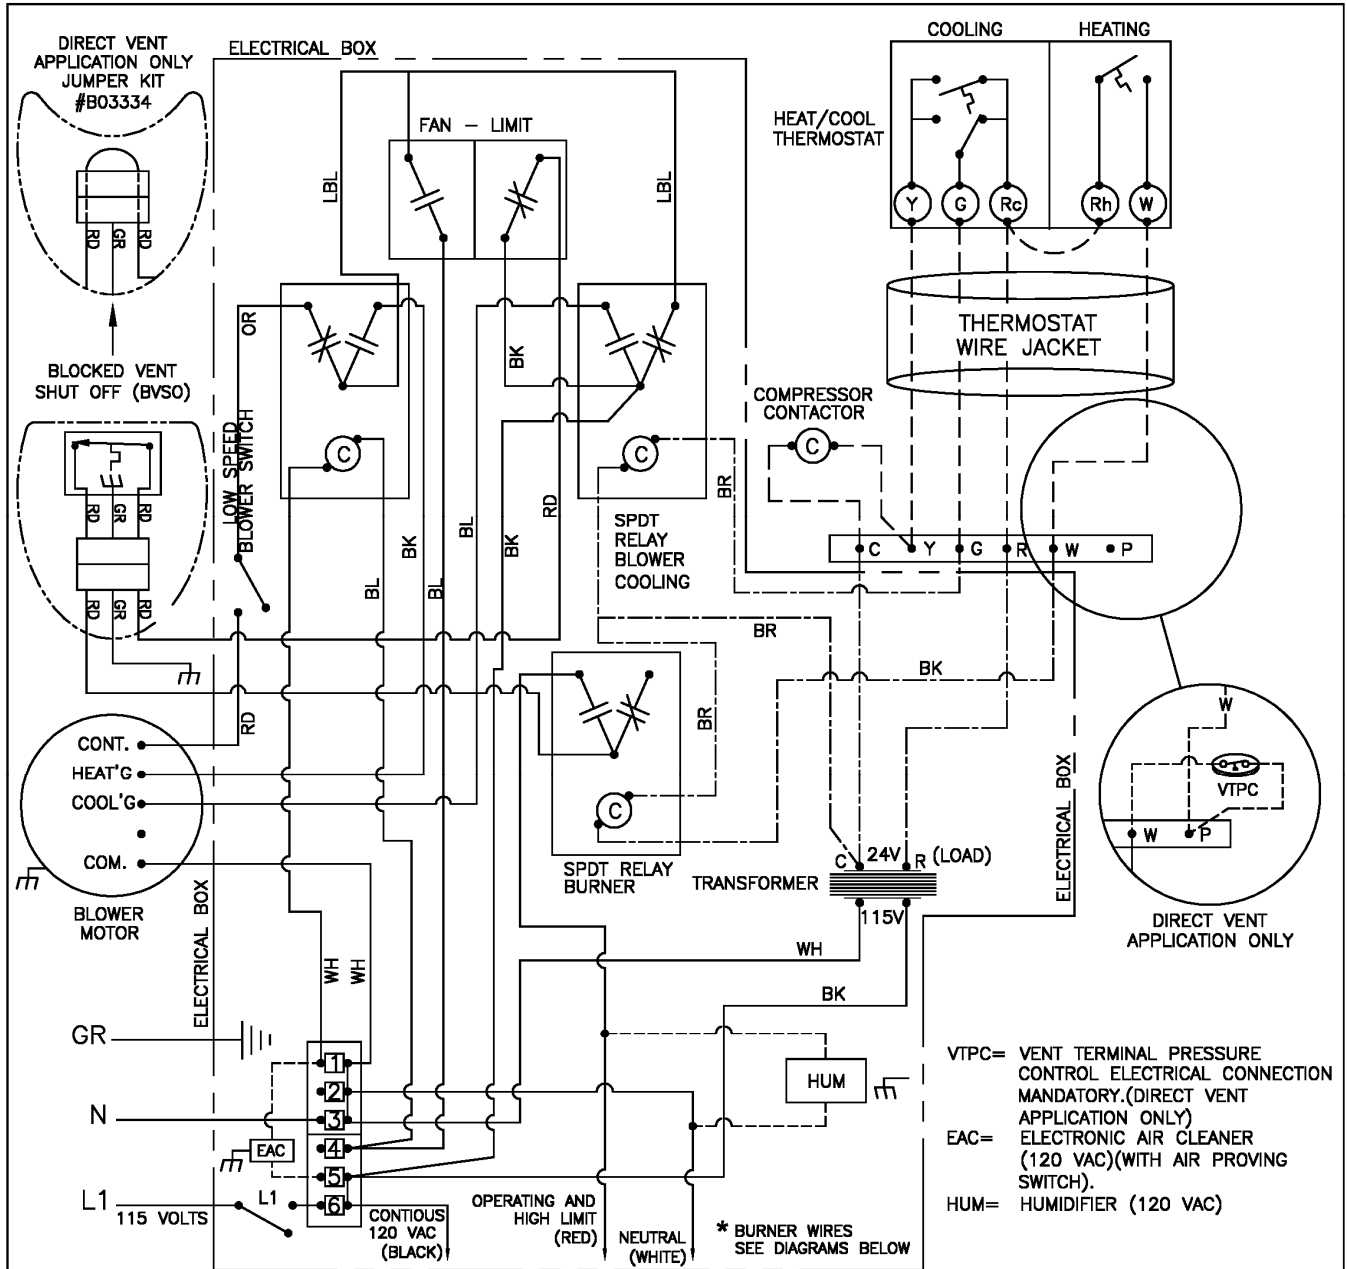 DIRECT VENT
APPLICATION ONLY
JUMPER KIT
#B03334
ELECTRICAL BOX
COOLING
HEATING
FAN - LIMIT
HEAT/COOL
THERMOSTAT
LBL
LBL
Y
G
Rc
Rh
W
RD
GR
RD
THERMOSTAT
WIRE JACKET
OR
BK
BLOCKED VENT
SHUT OFF (BVSO)
COMPRESSOR
CONTACTOR
LOW SPEED
BLOWER SWITCH
C
C
C
BR
RD
GR
RD
BK
BL
BK
RD
SPDT
RELAY
BLOWER
COOLING
C
Y
G
R
W
P
BL
BL
RD
GR
RD
BR
BK
RD
BR
W
VTPC
W
P
CONT.
HEAT'G
COOL'G
COM.
C
SPDT RELAY
BURNER
C
24V
R
(LOAD)
TRANSFORMER
115V
ELECTRICAL BOX
BLOWER
MOTOR
ELECTRICAL BOX
DIRECT VENT
APPLICATION ONLY
WH
WH
WH
BK
GR
N
L1
115 VOLTS
L1
EAC
1
2
3
4
5
6
HUM
CONTIOUS
120 VAC
(BLACK)
OPERATING AND
HIGH LIMIT
(RED)
NEUTRAL
(WHITE)
* BURNER WIRES
SEE DIAGRAMS BELOW
VTPC= VENT TERMINAL PRESSURE
CONTROL ELECTRICAL CONNECTION
MANDATORY.(DIRECT VENT
APPLICATION ONLY)
EAC= ELECTRONIC AIR CLEANER
(120 VAC)(WITH AIR PROVING
SWITCH).
HUM= HUMIDIFIER (120 VAC)